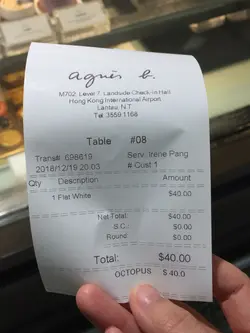 agnès b.
M702, Level 7, Landside Check-in Hall
Hong Kong International Airport
Lantau, N.T.
Tel: 3559 1168
Table #08
Trans#: 698619 Serv: Irene Pang
2018/12/19 20:03 # Cust: 1
Qty Description Amount
1 Flat White $40.00
Net Total: $40.00
S.C.: $0.00
Round $0.00
Total: $40.00
OCTOPUS $ 40.0